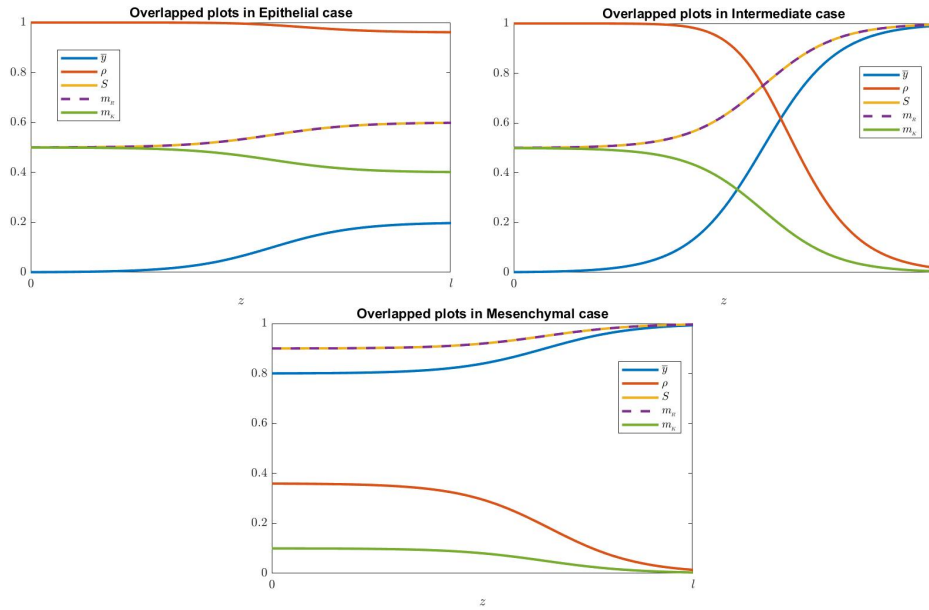 Overlapped plots in Epithelial case
1
0.8
0.6
0.4
0.2
0
0
l
z
ȳ
ρ
S
m_E
m_K
Overlapped plots in Intermediate case
1
0.8
0.6
0.4
0.2
0
0
z
ȳ
ρ
S
m_E
m_K
Overlapped plots in Mesenchymal case
1
0.8
0.6
0.4
0.2
0
0
l
z
ȳ
ρ
S
m_E
m_K